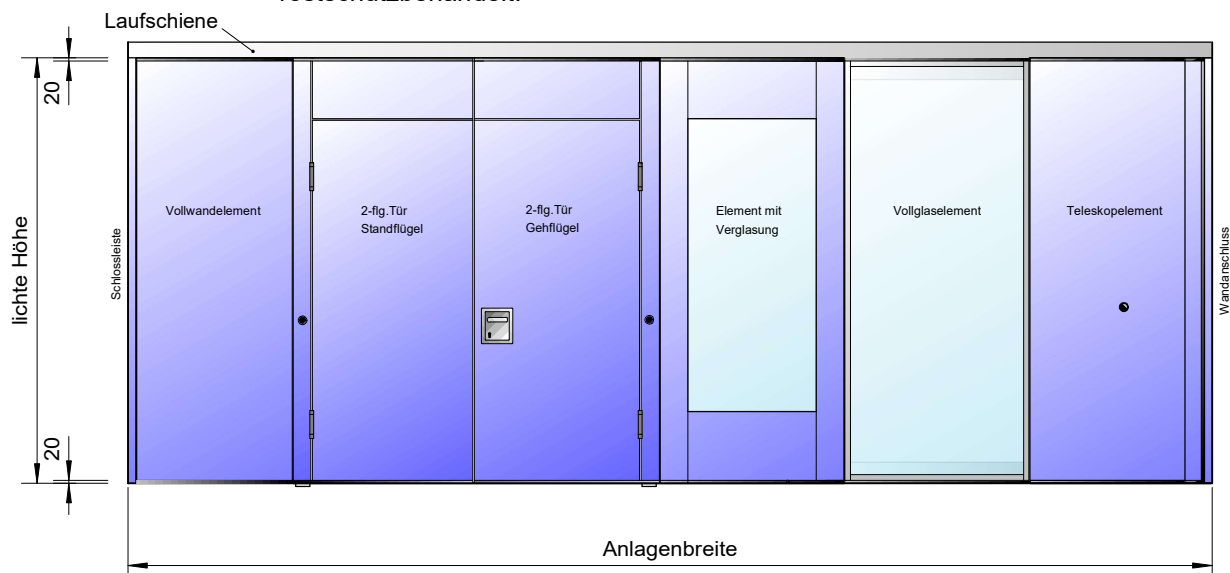 rostschutzbehandelt.
Laufschiene
20
lichte Höhe
Schlossleiste
Vollwandelement
2-flg.Tür
Standflügel
2-flg.Tür
Gehflügel
Element mit
Verglasung
Vollglaselement
Teleskopelement
Wandanschluss
20
Anlagenbreite